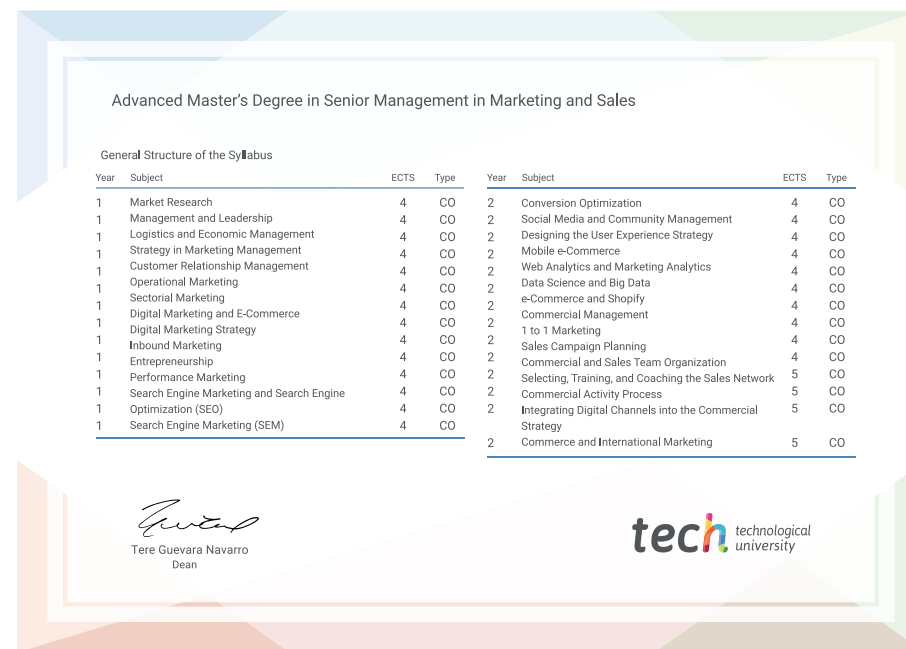 Advanced Master's Degree in Senior Management in Marketing and Sales
General Structure of the Syllabus
Year Subject ECTS Type
1 Market Research 4 CO
1 Management and Leadership 4 CO
1 Logistics and Economic Management 4 CO
1 Strategy in Marketing Management 4 CO
1 Customer Relationship Management 4 CO
1 Operational Marketing 4 CO
1 Sectorial Marketing 4 CO
1 Digital Marketing and E-Commerce 4 CO
1 Digital Marketing Strategy 4 CO
1 Inbound Marketing 4 CO
1 Entrepreneurship 4 CO
1 Performance Marketing 4 CO
1 Search Engine Marketing and Search Engine 4 CO
Optimization (SEO)
1 Search Engine Marketing (SEM) 4 CO
Year Subject ECTS Type
2 Conversion Optimization 4 CO
2 Social Media and Community Management 4 CO
2 Designing the User Experience Strategy 4 CO
2 Mobile e-Commerce 4 CO
2 Web Analytics and Marketing Analytics 4 CO
2 Data Science and Big Data 4 CO
2 e-Commerce and Shopify 4 CO
2 Commercial Management 4 CO
1 to 1 Marketing
2 Sales Campaign Planning 4 CO
2 Commercial and Sales Team Organization 4 CO
2 Selecting, Training, and Coaching the Sales Network 5 CO
2 Commercial Activity Process 5 CO
2 Integrating Digital Channels into the Commercial 5 CO
Strategy
2 Commerce and International Marketing 5 CO
Tere Guevara Navarro
Dean
tech technological
university